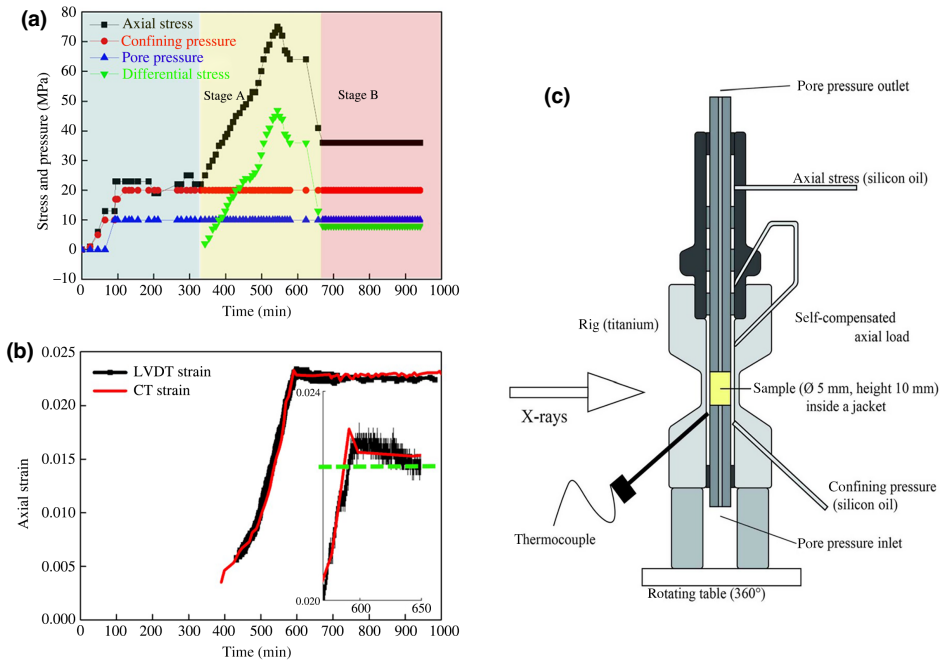 (a)
80
70
60
50
40
30
20
10
0
−10
Stress and pressure (MPa)
Axial stress
Confining pressure
Pore pressure
Differential stress
Stage A
Stage B
0 100 200 300 400 500 600 700 800 900 1000
Time (min)
(b)
0.025
0.020
0.015
0.010
0.005
0.000
Axial strain
LVDT strain
CT strain
0.024
0.020
600 650
0 100 200 300 400 500 600 700 800 900 1000
Time (min)
(c)
Pore pressure outlet
Axial stress (silicon oil)
Rig (titanium)
Self-compensated
axial load
X-rays
Sample (Ø 5 mm, height 10 mm)
inside a jacket
Confining pressure
(silicon oil)
Thermocouple
Pore pressure inlet
Rotating table (360°)